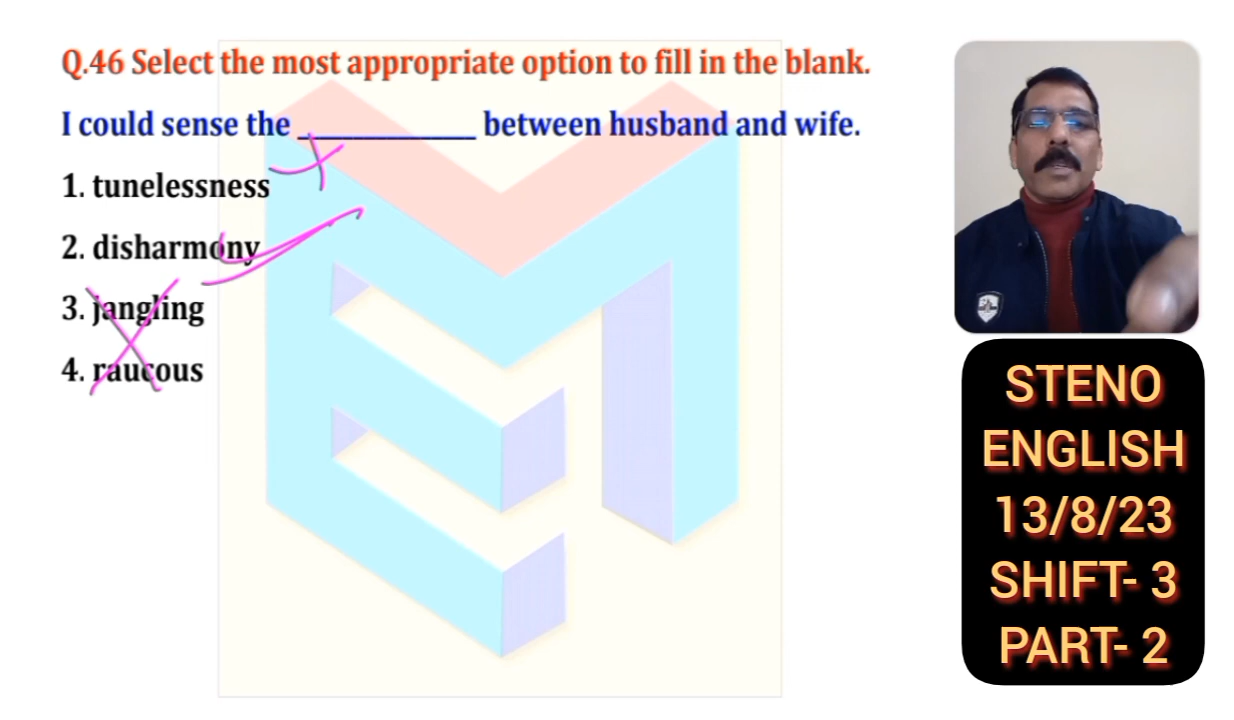 Q.46 Select the most appropriate option to fill in the blank.
I could sense the ________________ between husband and wife.
1. tunelessness
2. disharmony
3. jangling
4. raucous
STENO
ENGLISH
13/8/23
SHIFT- 3
PART- 2